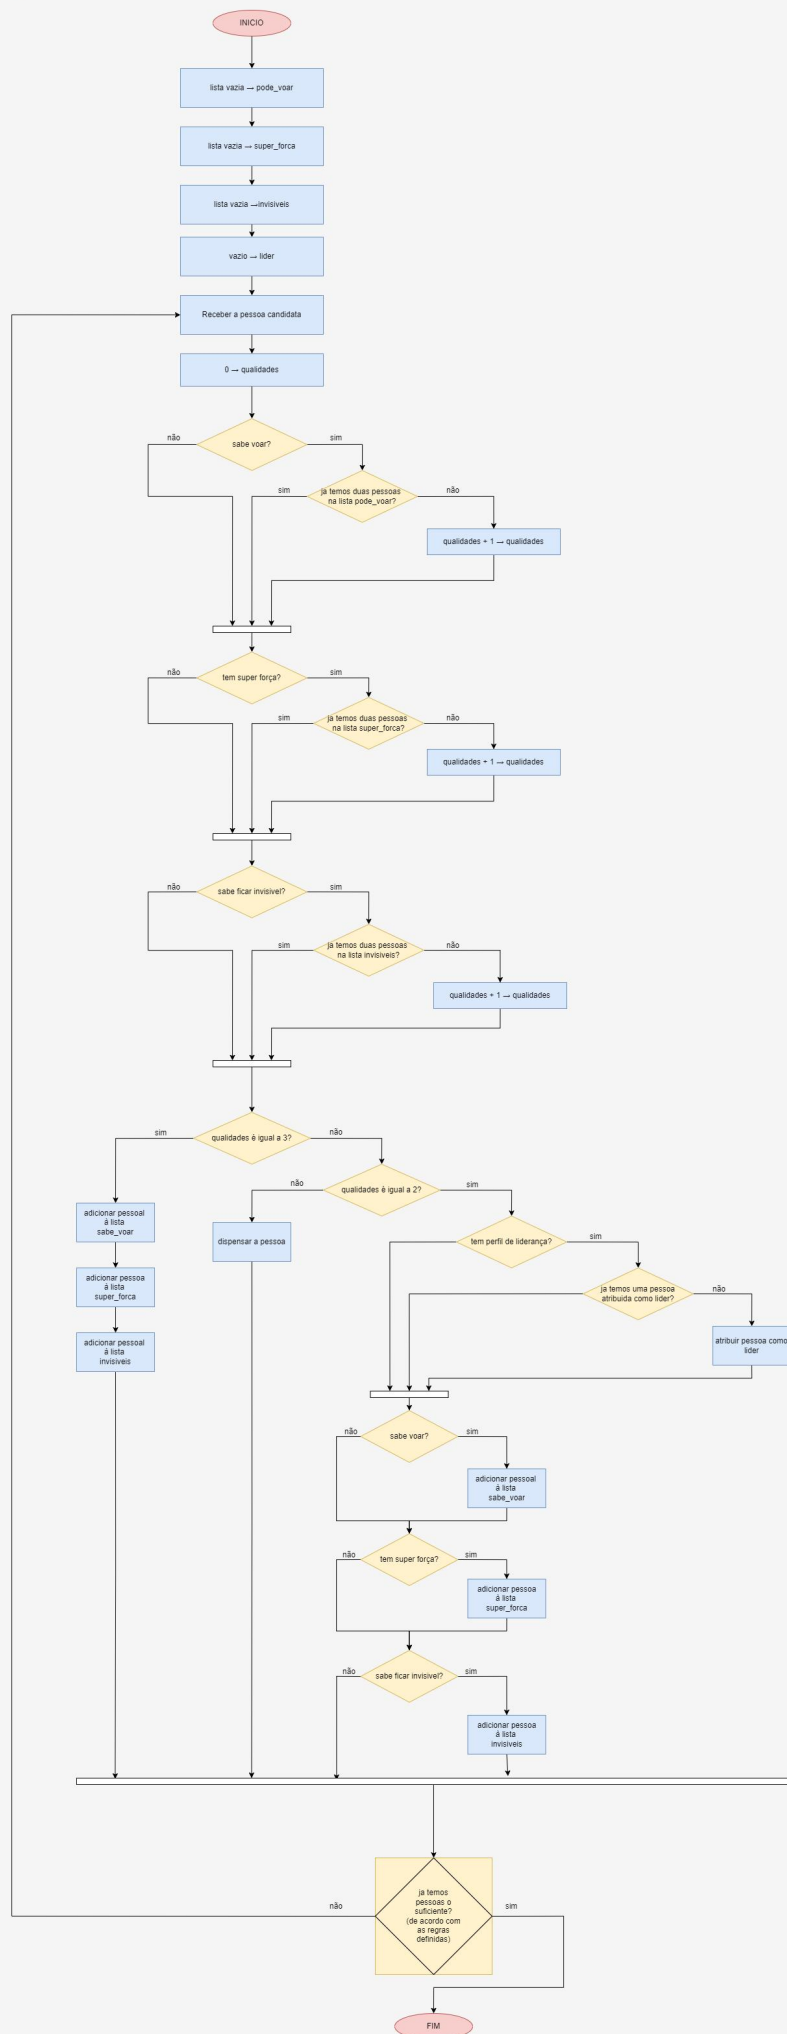 INICIO
lista vazia → pode_voar
lista vazia → super_forca
lista vazia →invisiveis
vazio → lider
Receber a pessoa candidata
0 → qualidades
não
sabe voar?
sim
sim
ja temos duas pessoas
na lista pode_voar?
não
qualidades + 1 → qualidades
não
tem super força?
sim
sim
ja temos duas pessoas
na lista super_forca?
não
qualidades + 1 → qualidades
não
sabe ficar invisivel?
sim
sim
ja temos duas pessoas
na lista invisiveis?
não
qualidades + 1 → qualidades
sim
qualidades é igual a 3?
não
não
qualidades é igual a 2?
sim
adicionar pessoal
á lista
sabe_voar
adicionar pessoa
á lista
super_forca
adicionar pessoal
á lista
invisíveis
dispensar a pessoa
tem perfil de liderança?
sim
ja temos uma pessoa
atribuida como lider?
não
atribuir pessoa como
lider
não
sabe voar?
sim
adicionar pessoal
á lista
sabe_voar
não
tem super força?
sim
adicionar pessoa
á lista
super_forca
não
sabe ficar invisivel?
sim
adicionar pessoa
á lista
invisiveis
não
ja temos
pessoas o
suficiente?
(de acordo com
as regras
definidas)
sim
FIM